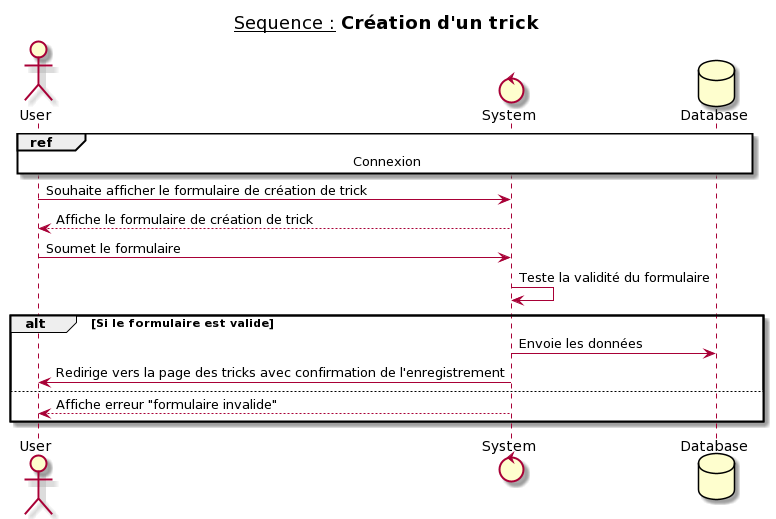 Sequence : Création d'un trick
User
System
Database
ref
Connexion
Souhaite afficher le formulaire de création de trick
Affiche le formulaire de création de trick
Soumet le formulaire
Teste la validité du formulaire
alt [Si le formulaire est valide]
Envoie les données
Redirige vers la page des tricks avec confirmation de l'enregistrement
Affiche erreur "formulaire invalide"
User
System
Database